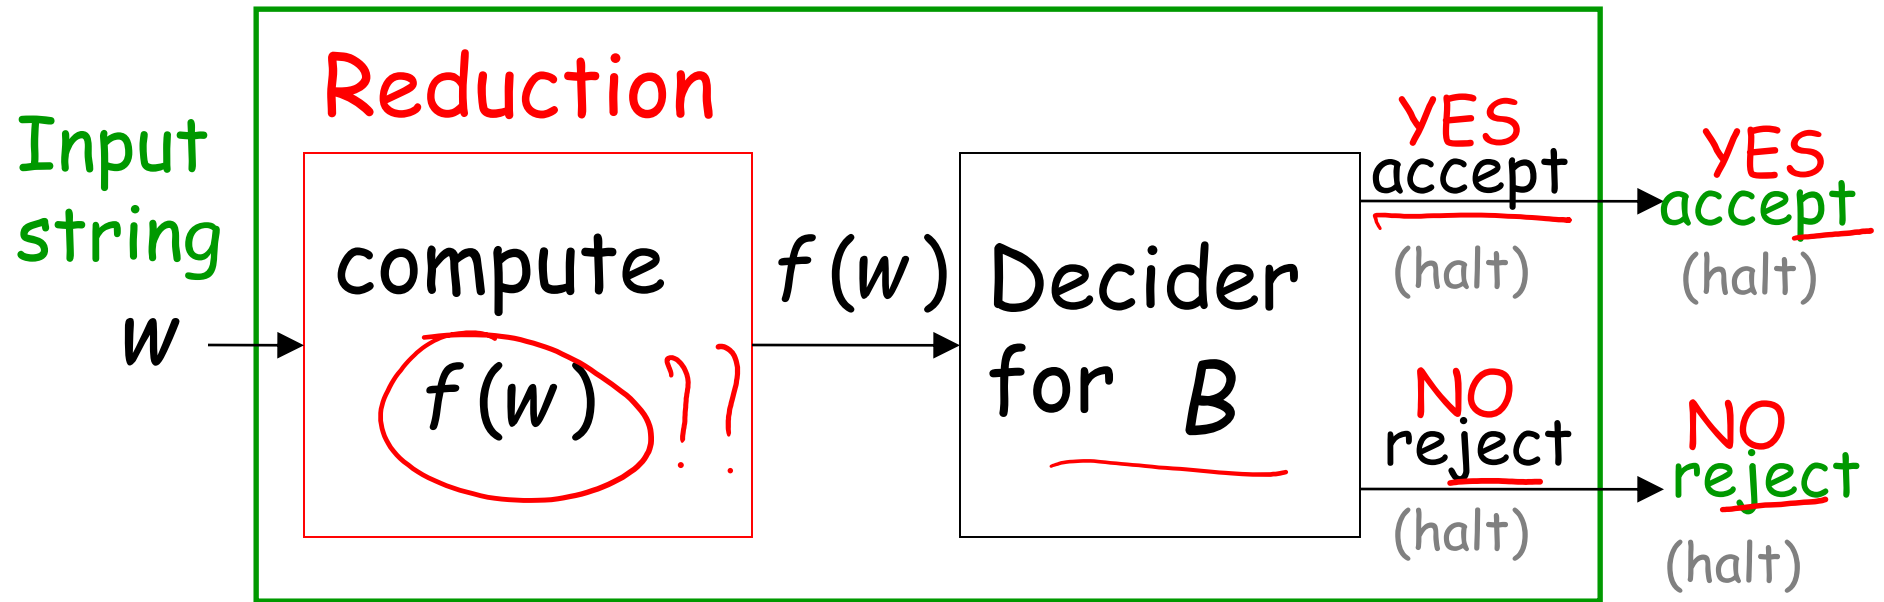 Reduction
Input
string
w
compute
f(w)
??
f(w)
Decider
for B
YES
accept
(halt)
NO
reject
(halt)
YES
accept
(halt)
NO
reject
(halt)